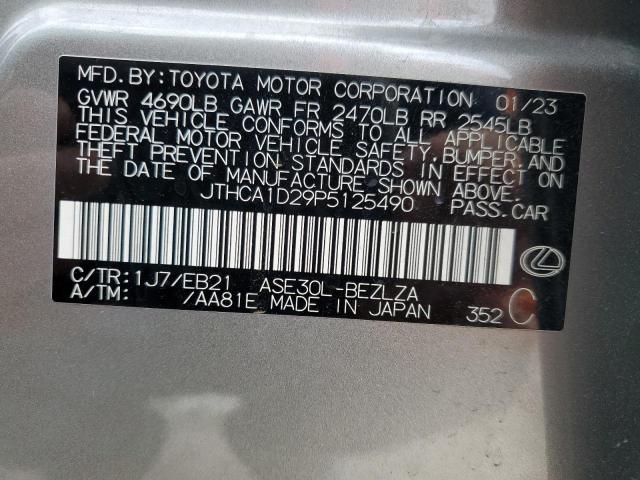 MFD.BY:TOYOTA MOTOR CORPORATION 01/23
GVWR 4690LB GAWR FR 2470LB RR 2545LB
THIS VEHICLE CONFORMS TO ALL APPLICABLE
FEDERAL MOTOR VEHICLE SAFETY,BUMPER,AND
THEFT PREVENTION STANDARDS IN EFFECT ON
THE DATE OF MANUFACTURE SHOWN ABOVE.
JTHCA1D29P5125490 PASS.CAR
C/TR:1J7/EB21 ASE30L-BEZLZA
A/TM: /AA81E MADE IN JAPAN 352 C